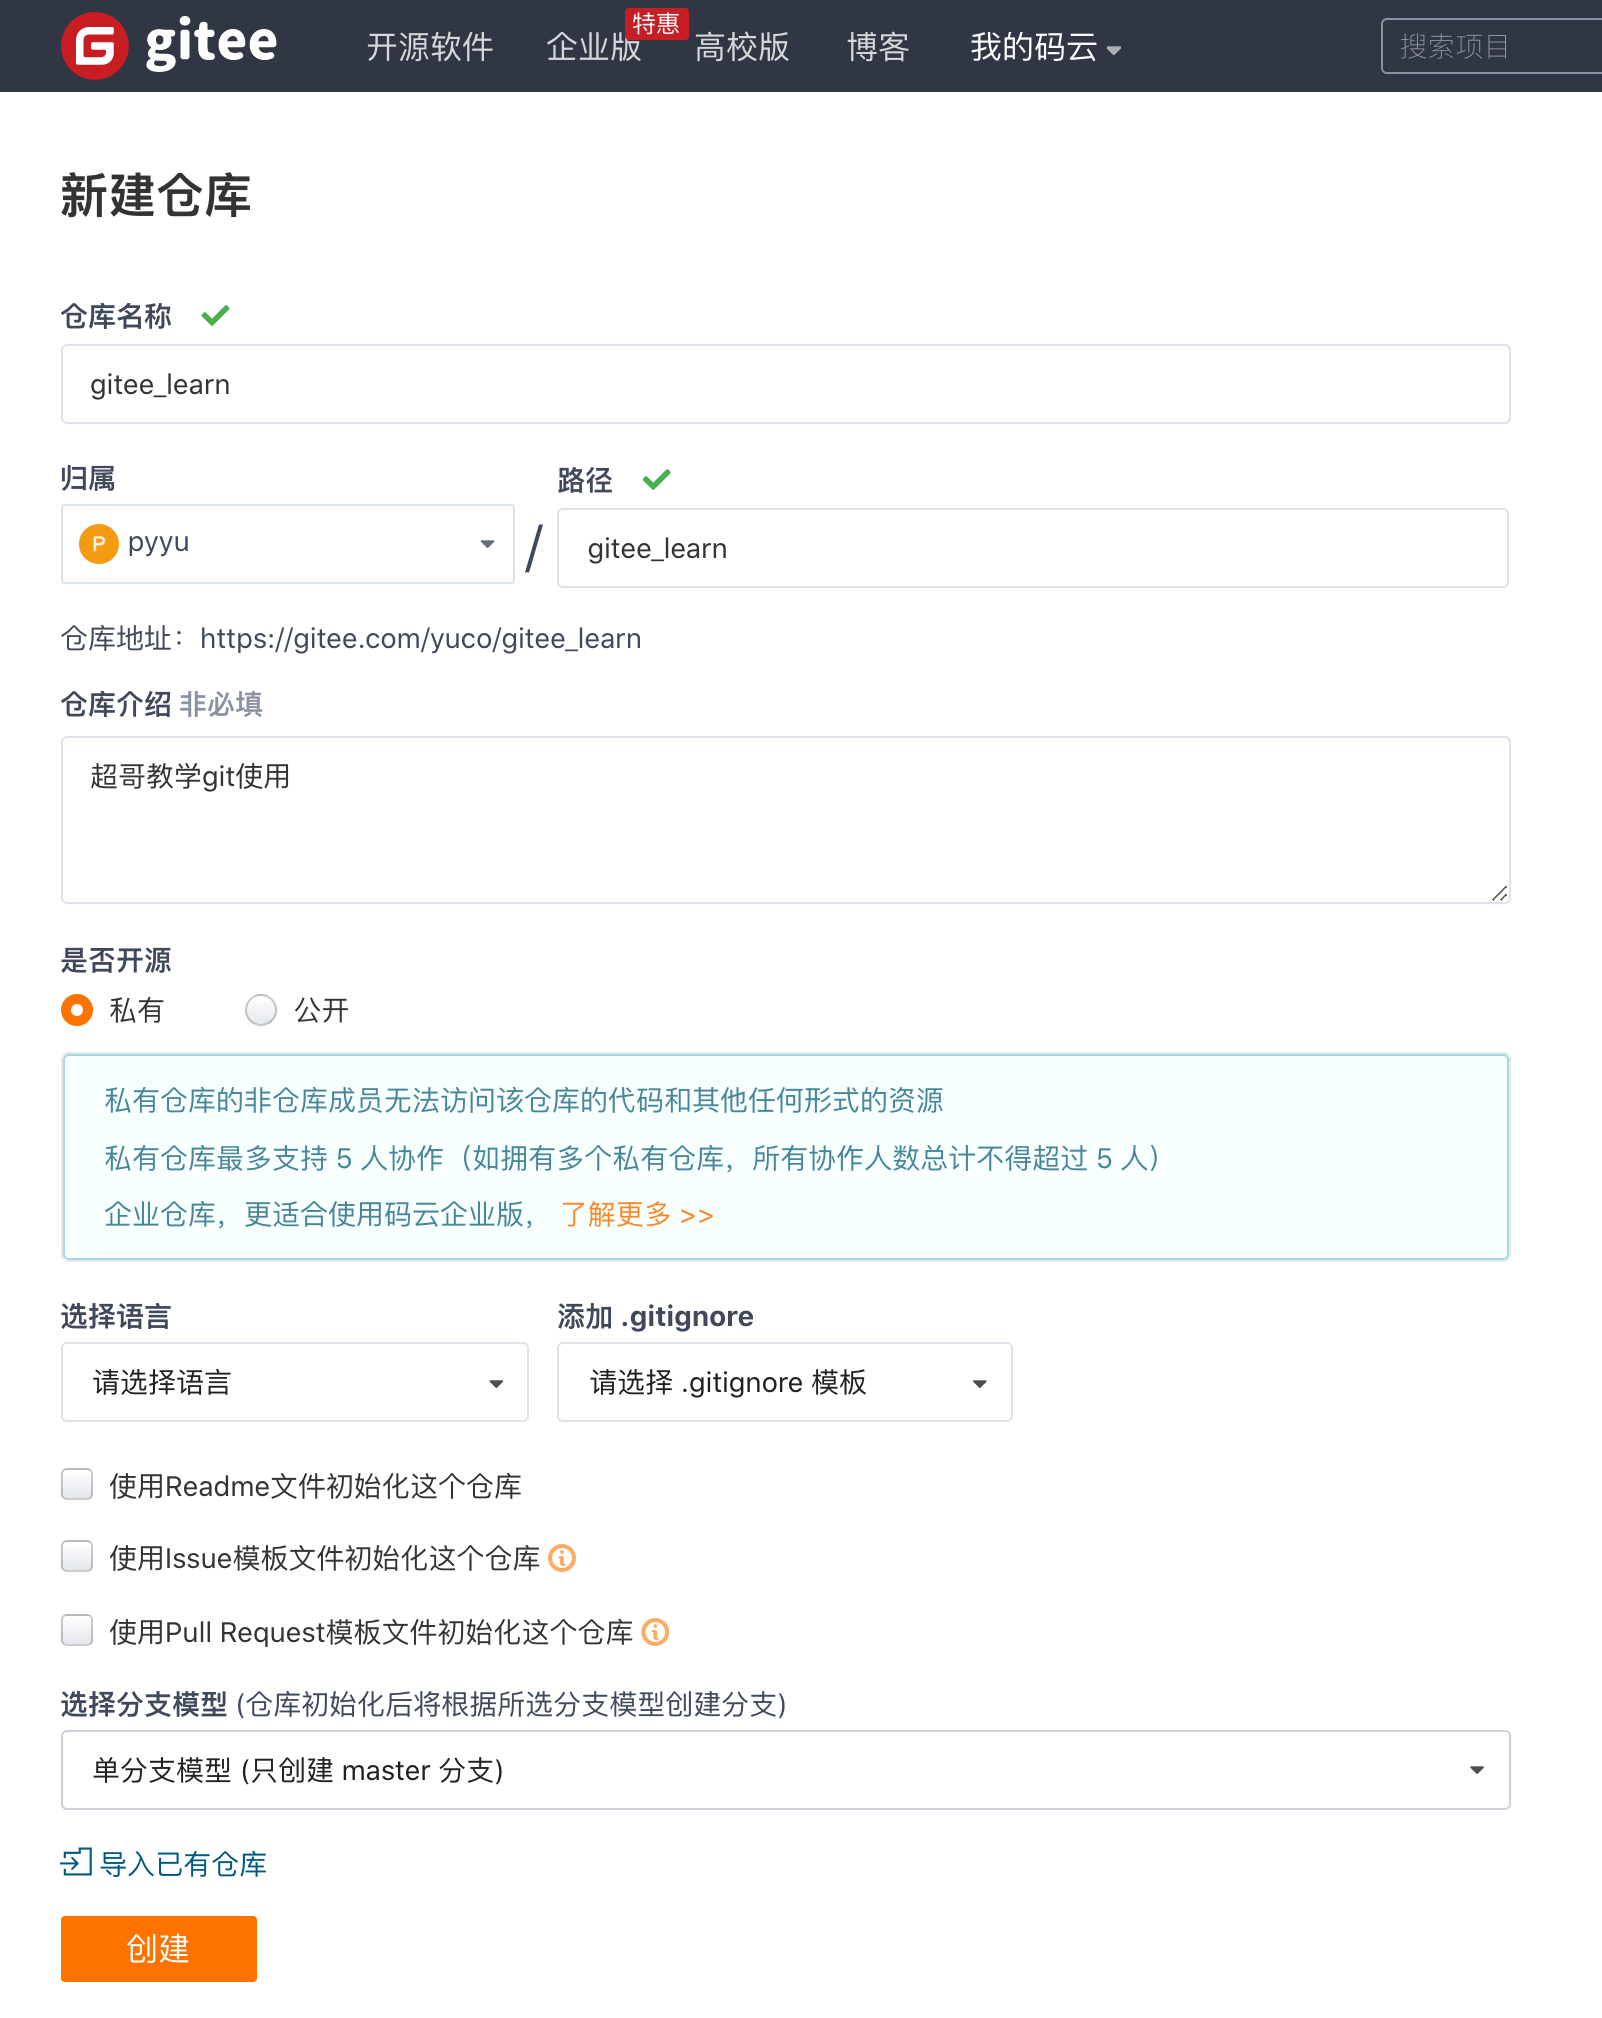 gitee 开源软件 企业版 特惠 高校版 博客 我的码云 搜索项目
新建仓库
仓库名称
gitee_learn
归属 路径
P pyyu / gitee_learn
仓库地址：https://gitee.com/yuco/gitee_learn
仓库介绍 非必填
超哥教学git使用
是否开源
私有 公开
私有仓库的非仓库成员无法访问该仓库的代码和其他任何形式的资源
私有仓库最多支持 5 人协作（如拥有多个私有仓库，所有协作人数总计不得超过 5 人）
企业仓库，更适合使用码云企业版， 了解更多 >>
选择语言 添加 .gitignore
请选择语言 请选择 .gitignore 模板
使用Readme文件初始化这个仓库
使用Issue模板文件初始化这个仓库
使用Pull Request模板文件初始化这个仓库
选择分支模型 (仓库初始化后将根据所选分支模型创建分支)
单分支模型 (只创建 master 分支)
导入已有仓库
创建